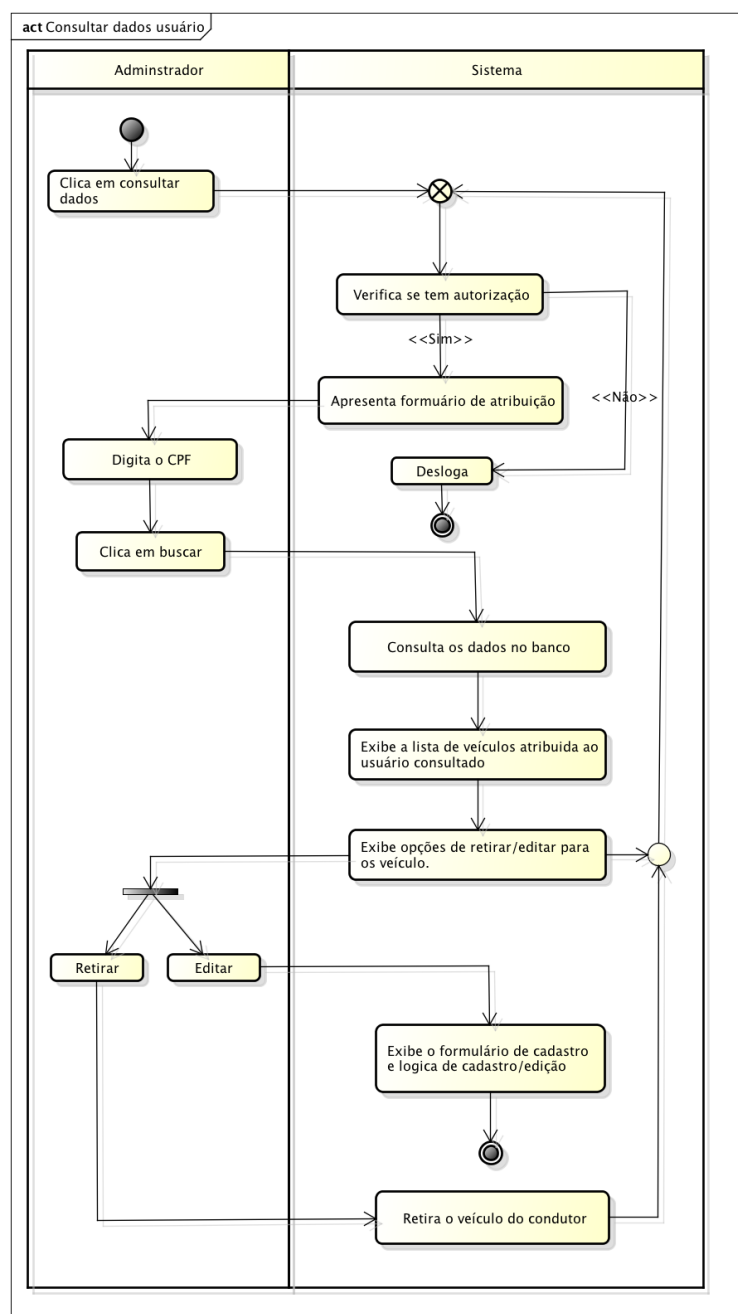 act Consultar dados usuário
Adminstrador
Sistema
Clica em consultar
dados
Verifica se tem autorização
<<Sim>>
Apresenta formuário de atribuição
<<Não>>
Digita o CPF
Desloga
Clica em buscar
Consulta os dados no banco
Exibe a lista de veículos atribuida ao
usuário consultado
Exibe opções de retirar/editar para
os veículo.
Retirar
Editar
Exibe o formulário de cadastro
e logica de cadastro/edição
Retira o veículo do condutor